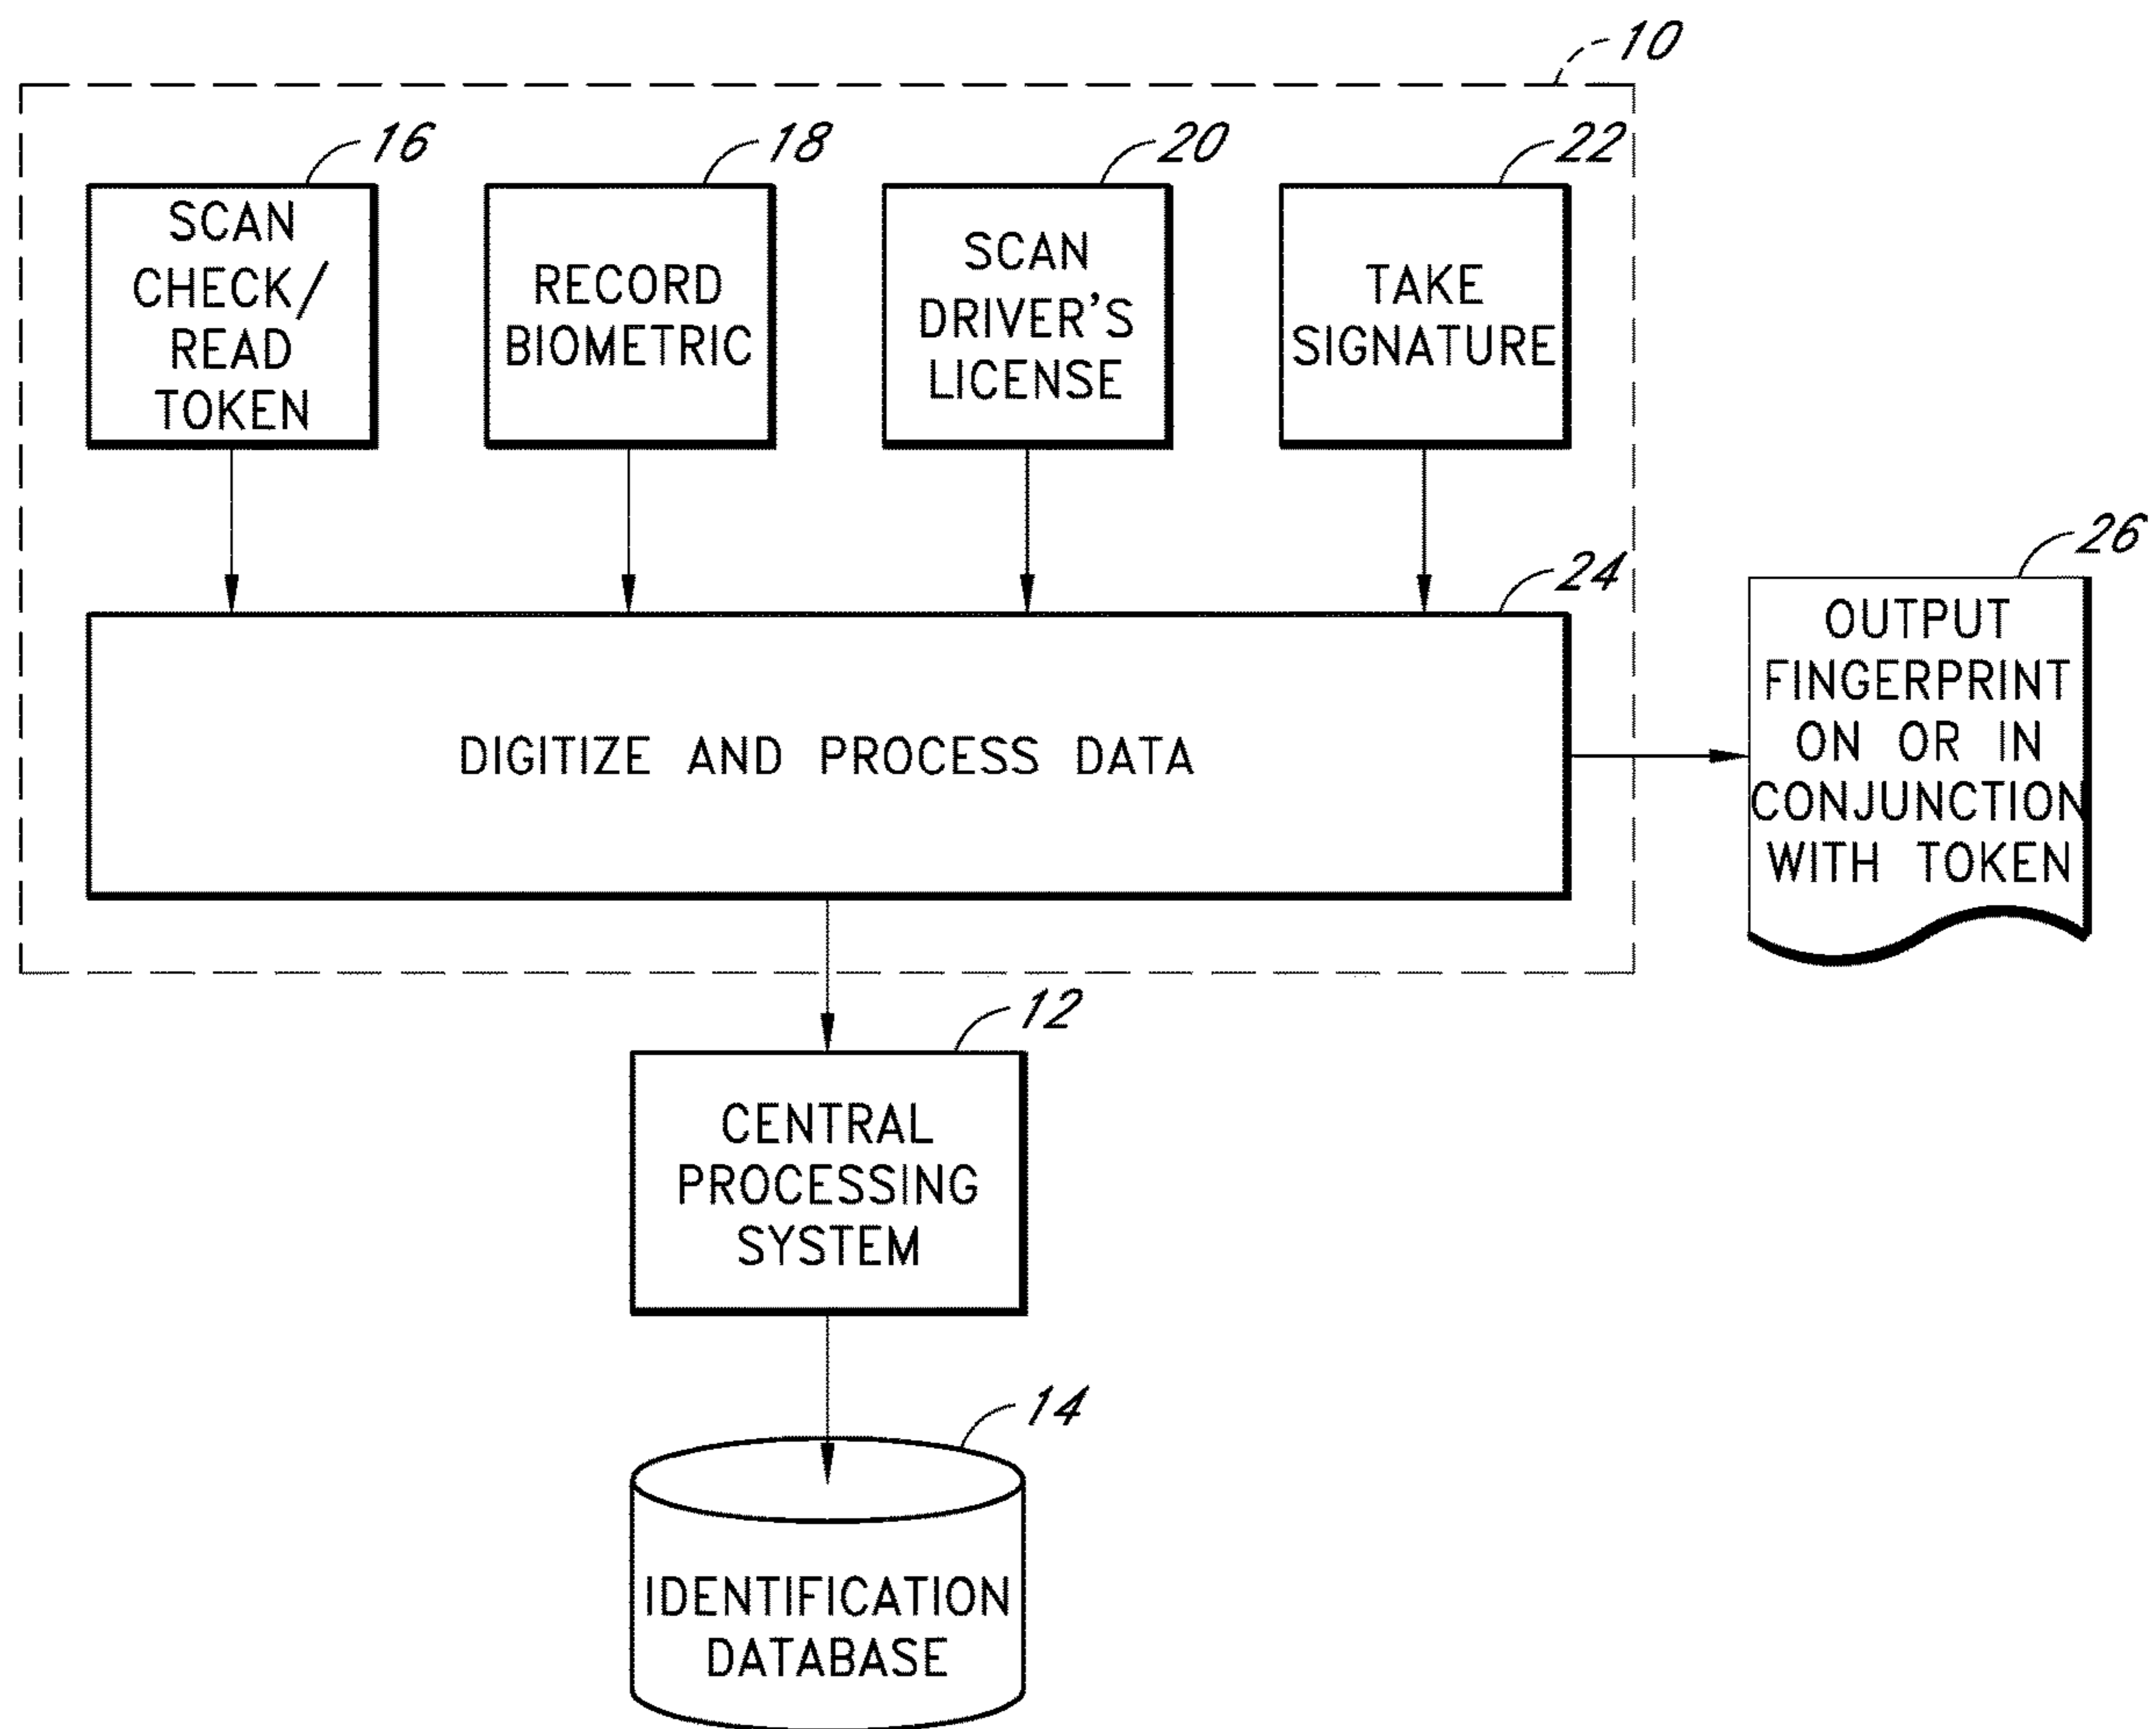 10
16
18
20
22
SCAN
CHECK/
READ
TOKEN
RECORD
BIOMETRIC
SCAN
DRIVER'S
LICENSE
TAKE
SIGNATURE
24
26
DIGITIZE AND PROCESS DATA
OUTPUT
FINGERPRINT
ON OR IN
CONJUNCTION
WITH TOKEN
12
CENTRAL
PROCESSING
SYSTEM
14
IDENTIFICATION
DATABASE